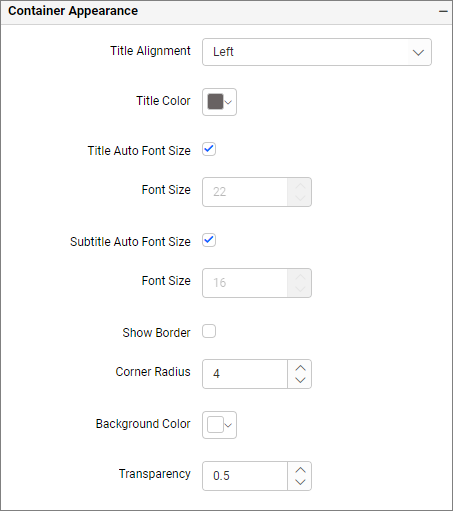 Container Appearance
Title Alignment Left
Title Color
Title Auto Font Size
Font Size 22
Subtitle Auto Font Size
Font Size 16
Show Border
Corner Radius 4
Background Color
Transparency 0.5